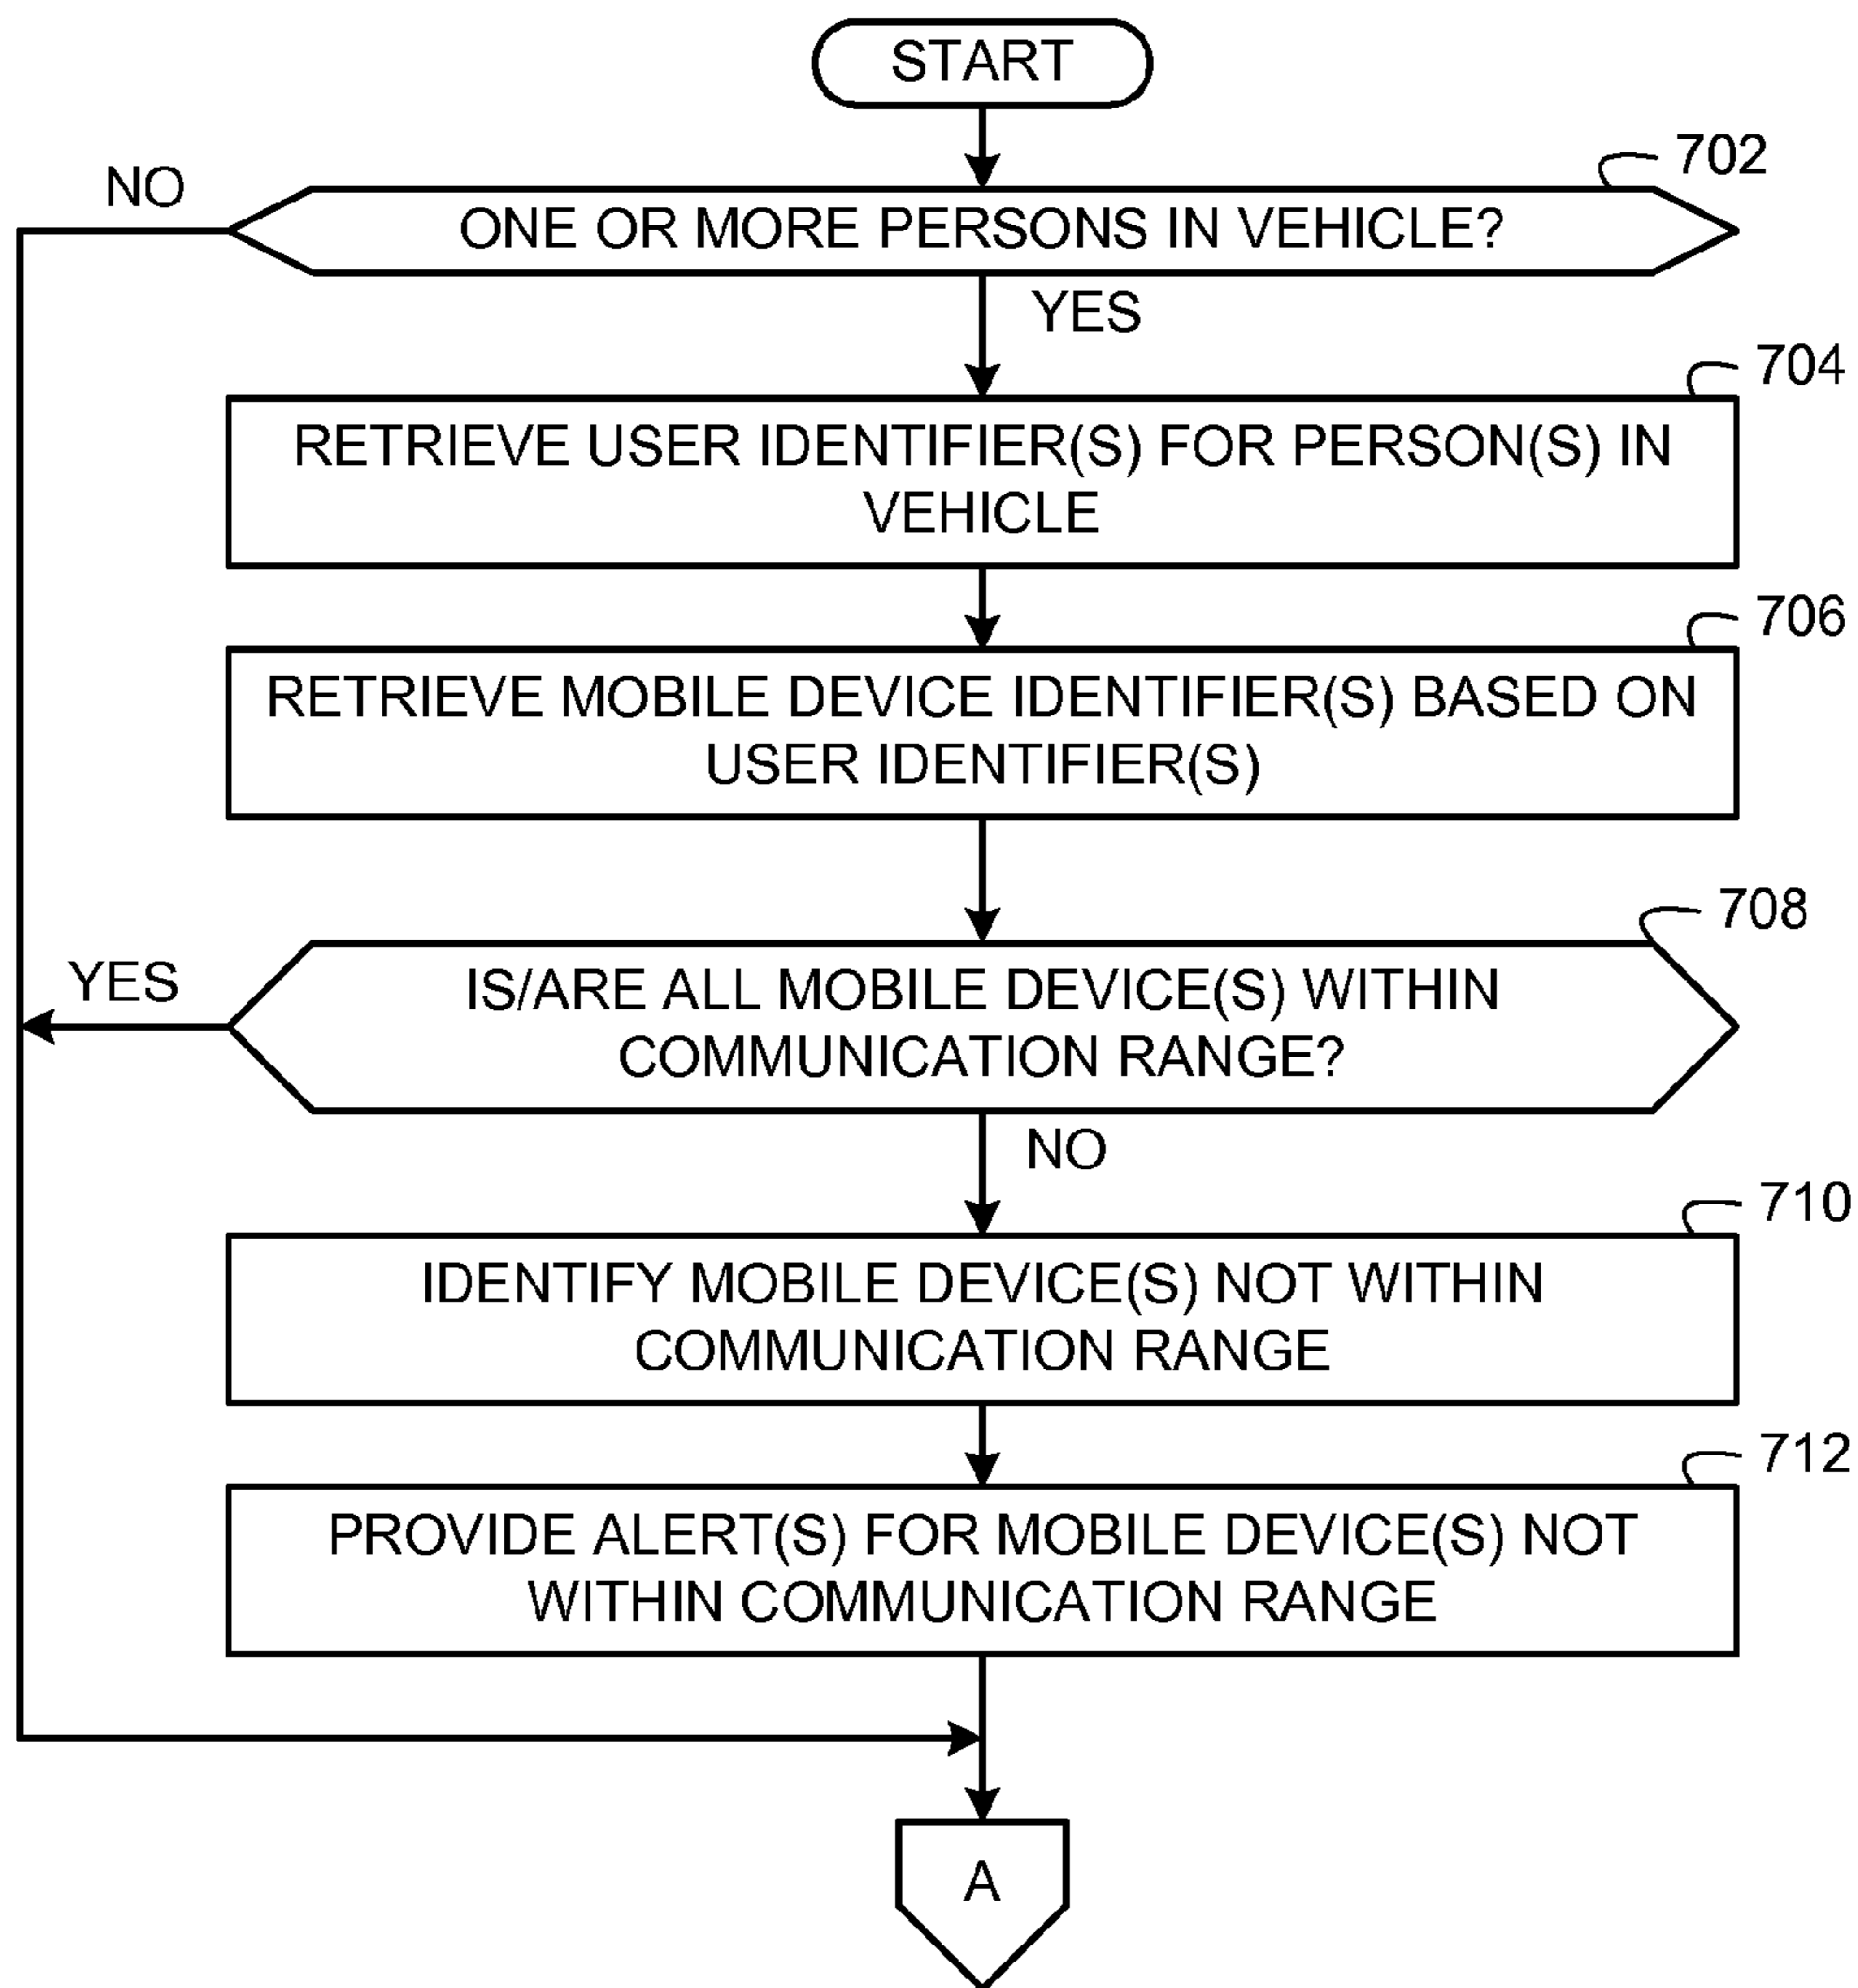 START
702
NO
ONE OR MORE PERSONS IN VEHICLE?
YES
704
RETRIEVE USER IDENTIFIER(S) FOR PERSON(S) IN
VEHICLE
706
RETRIEVE MOBILE DEVICE IDENTIFIER(S) BASED ON
USER IDENTIFIER(S)
708
YES
IS/ARE ALL MOBILE DEVICE(S) WITHIN
COMMUNICATION RANGE?
NO
710
IDENTIFY MOBILE DEVICE(S) NOT WITHIN
COMMUNICATION RANGE
712
PROVIDE ALERT(S) FOR MOBILE DEVICE(S) NOT
WITHIN COMMUNICATION RANGE
A